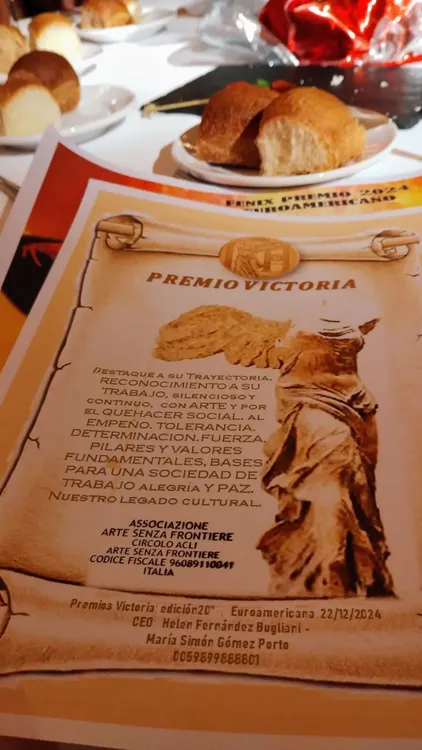 FENIX PREMIO 2024
EUROAMERICANO
PREMIO VICTORIA
DESTAQUE A SU TRAYECTORIA.
RECONOCIMIENTO A SU
TRABAJO, SILENCIOSO Y
CONTINUO, CON ARTE Y POR
EL QUEHACER SOCIAL. AL
EMPEÑO. TOLERANCIA.
DETERMINACION.FUERZA.
PILARES Y VALORES
FUNDAMENTALES, BASES
PARA UNA SOCIEDAD DE
TRABAJO ALEGRIA Y PAZ.
NUESTRO LEGADO CULTURAL.
ASSOCIAZIONE
ARTE SENZA FRONTIERE
CIRCOLO ACLI
ARTE SENZA FRONTIERE
CODICE FISCALE 96089110041
ITALIA
Premios Victoria, edición20° . Euroamericana 22/12/2024
CEO Helen Fernández Bugliani -
María Simón Gómez Porto
CC59899888801